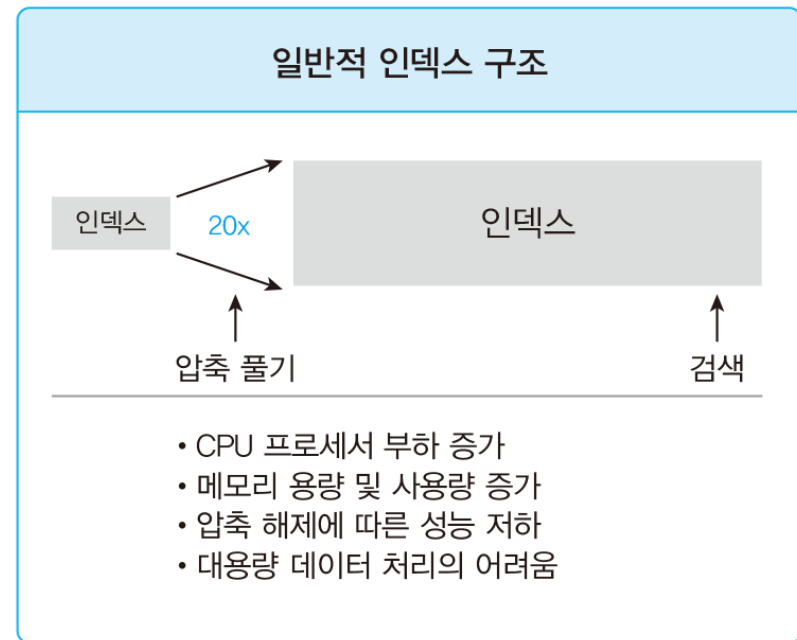 일반적 인덱스 구조
인덱스
20x
인덱스
압축 풀기
검색
• CPU 프로세서 부하 증가
• 메모리 용량 및 사용량 증가
• 압축 해제에 따른 성능 저하
• 대용량 데이터 처리의 어려움